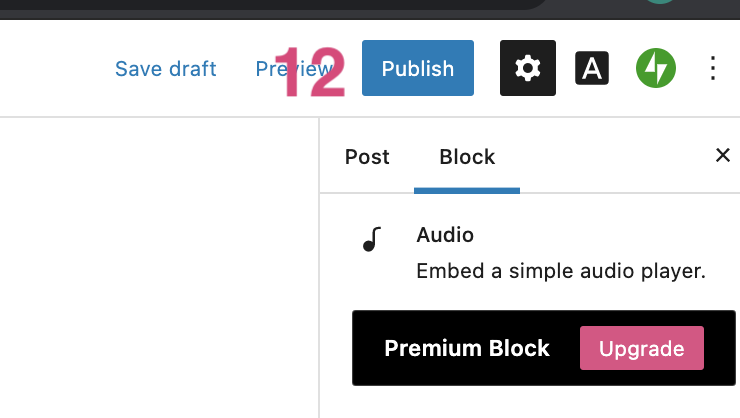 Save draft Preview 12 Publish A
Post Block ×
Audio
Embed a simple audio player.
Premium Block Upgrade